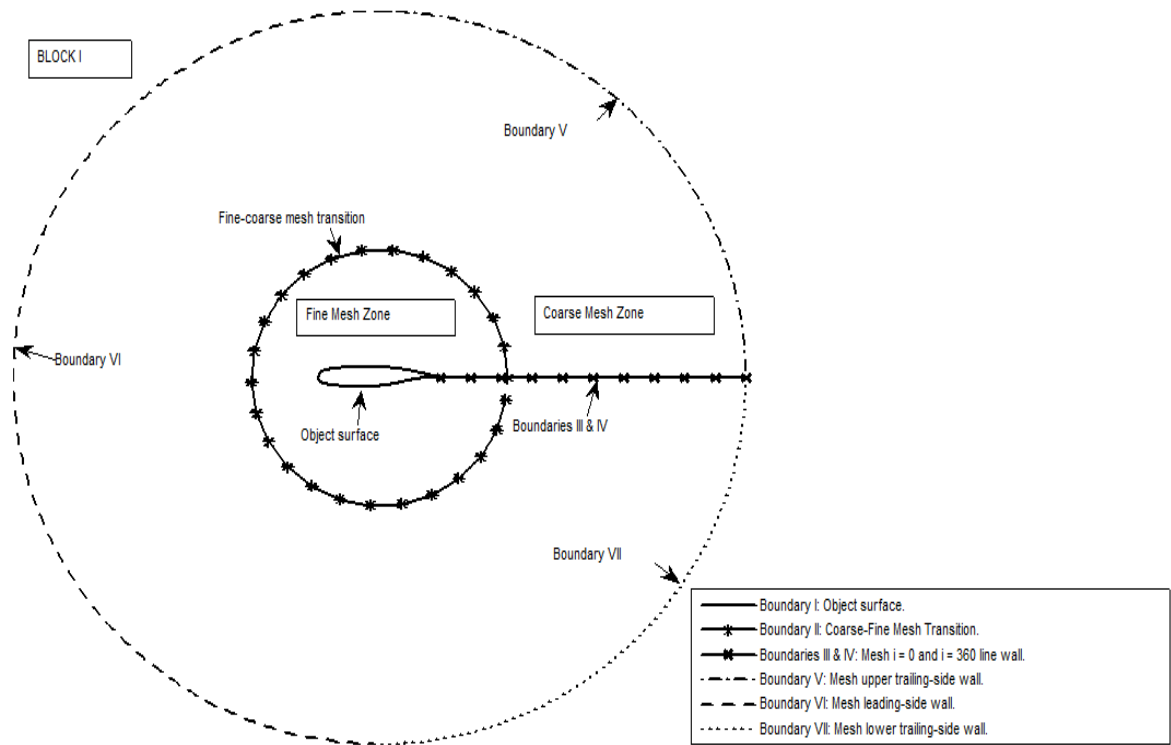 BLOCK I
Boundary V
Fine-coarse mesh transition
Fine Mesh Zone
Coarse Mesh Zone
Boundary VI
Object surface
Boundaries III & IV
Boundary VII
Boundary I: Object surface.
Boundary II: Coarse-Fine Mesh Transition.
Boundaries III & IV: Mesh i = 0 and i = 360 line wall.
Boundary V: Mesh upper trailing-side wall.
Boundary VI: Mesh leading-side wall.
Boundary VII: Mesh lower trailing-side wall.